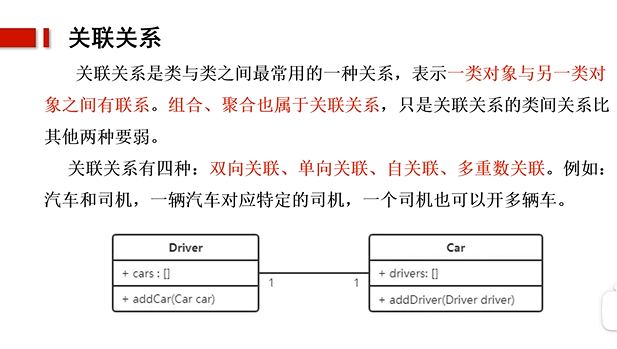 关联关系
关联关系是类与类之间最常用的一种关系，表示一类对象与另一类对
象之间有联系。组合、聚合也属于关联关系，只是关联关系的类间关系比
其他两种要弱。
关联关系有四种：双向关联、单向关联、自关联、多重数关联。例如：
汽车和司机，一辆汽车对应特定的司机，一个司机也可以开多辆车。
Driver
+ cars : []
+ addCar(Car car)
1
1
Car
+ drivers: []
+ addDriver(Driver driver)